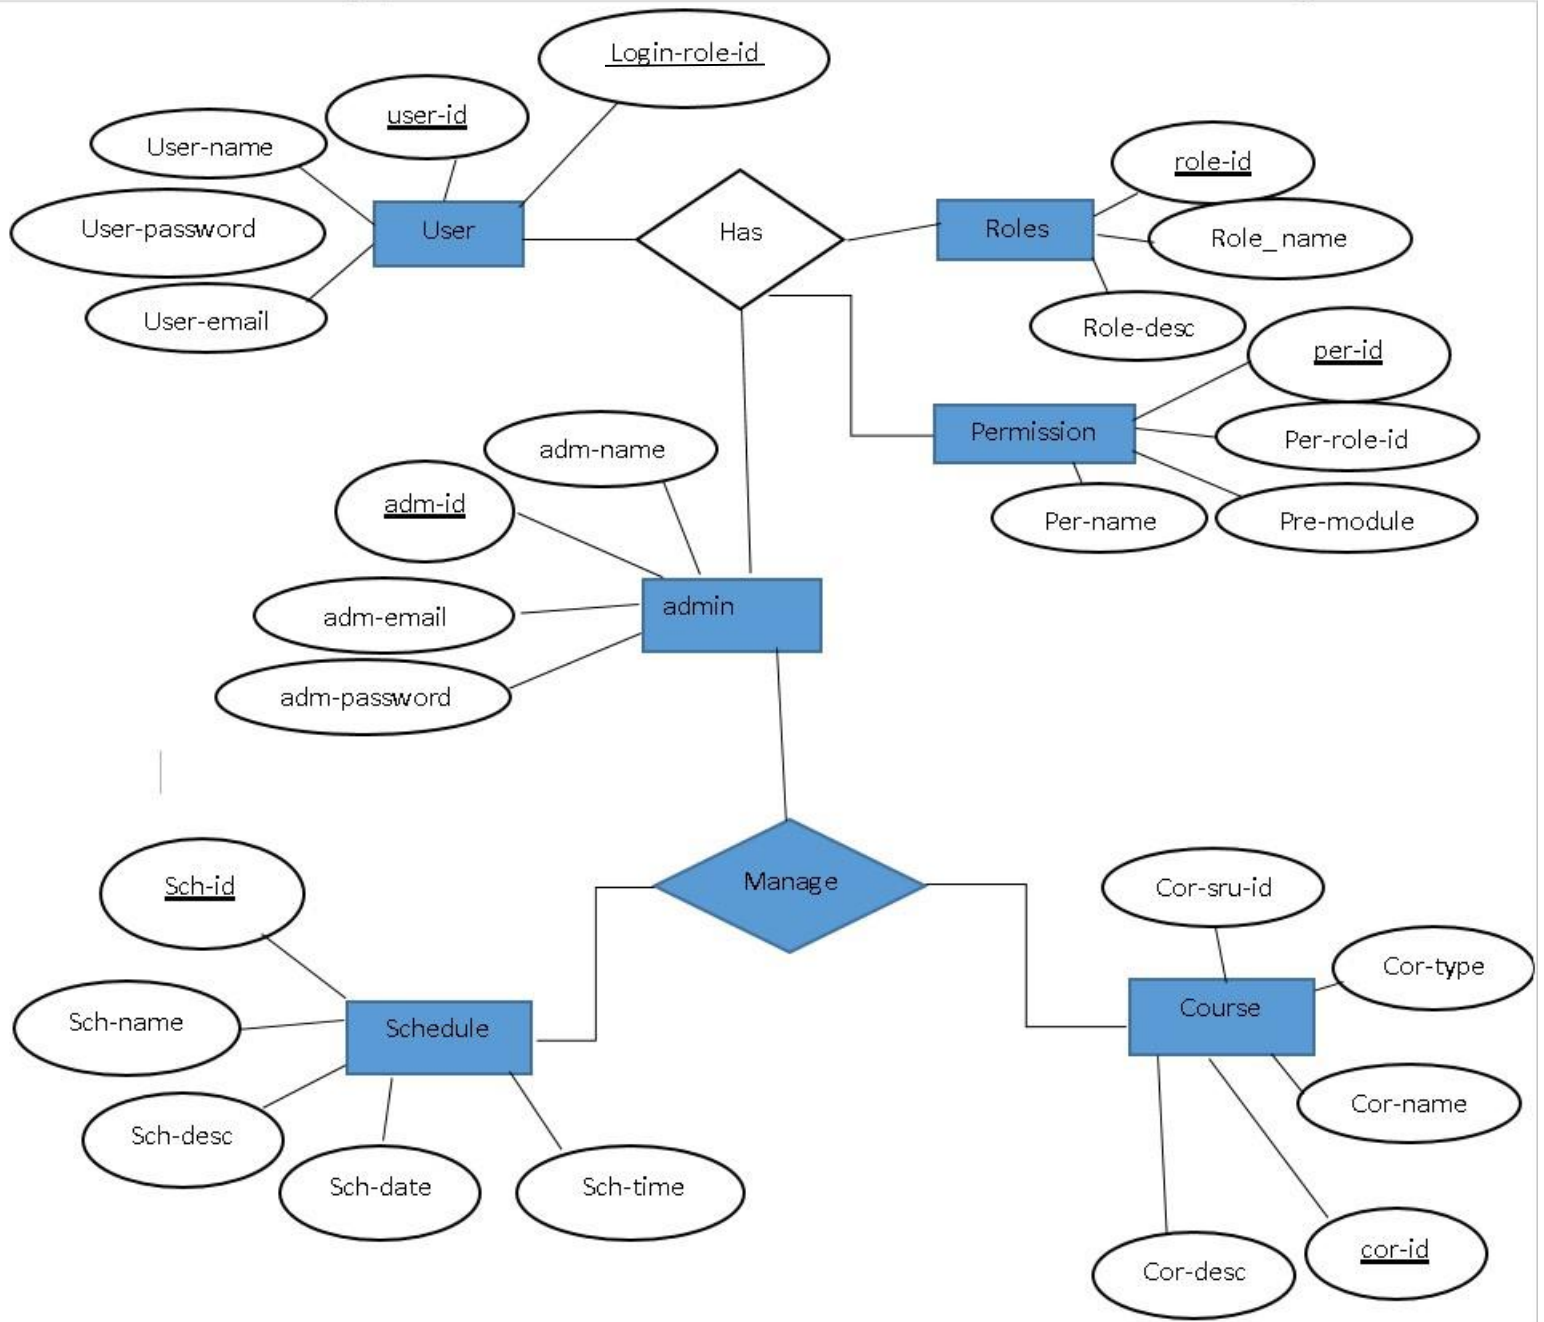 Login-role-id
user-id
User-name
role-id
User-password
User
Has
Roles
Role_ name
User-email
Role-desc
per-id
Permission
Per-role-id
adm-name
adm-id
Per-name
Pre-module
admin
adm-email
adm-password
Sch-id
Manage
Cor-sru-id
Cor-type
Sch-name
Schedule
Course
Cor-name
Sch-desc
Sch-date
Sch-time
cor-id
Cor-desc